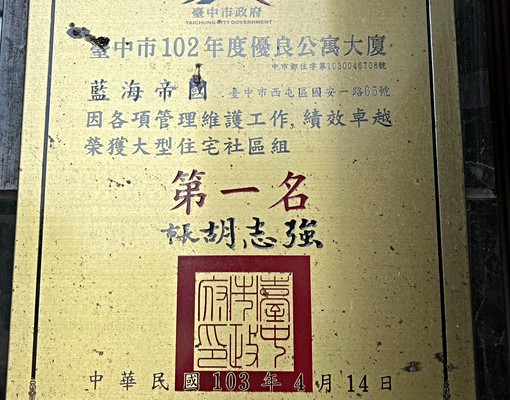 臺中市政府
TAICHUNG CITY GOVERNMENT
臺中市102年度優良公寓大廈
中市都住字第1030046708號
藍海帝國 臺中市西屯區國安一路65號
因各項管理維護工作,績效卓越
榮獲大型住宅社區組
第一名
市長胡志強
臺中市政府印
中華民國103年4月14日